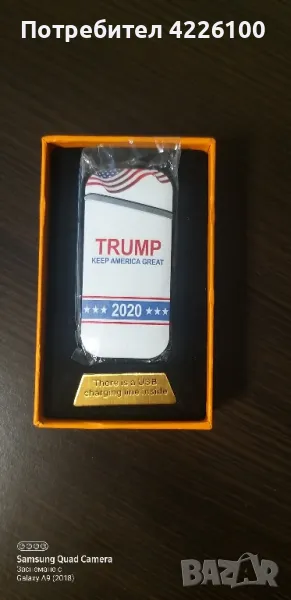 Потребител 4226100
TRUMP
KEEP AMERICA GREAT
2020
There is a USB
charging line inside
Samsung Quad Camera
Заснемано с
Galaxy A9 (2018)
BAZAR